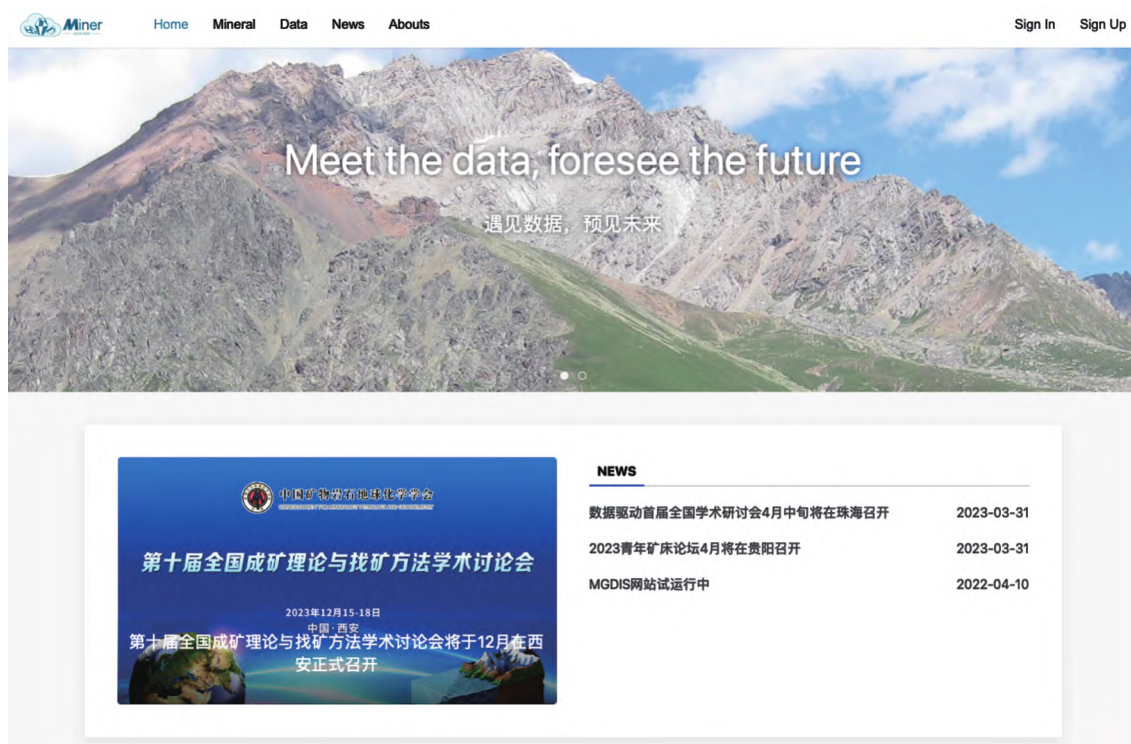 Miner
Home Mineral Data News Abouts Sign In Sign Up
Meet the data, foresee the future
遇见数据，预见未来
中国矿物岩石地球化学学会
第十届全国成矿理论与找矿方法学术讨论会
2023年12月15-18日
中国·西安
第十届全国成矿理论与找矿方法学术讨论会将于12月在西
安正式召开
NEWS
数据驱动首届全国学术研讨会4月中旬将在珠海召开 2023-03-31
2023青年矿床论坛4月将在贵阳召开 2023-03-31
MGDIS网站试运行中 2022-04-10